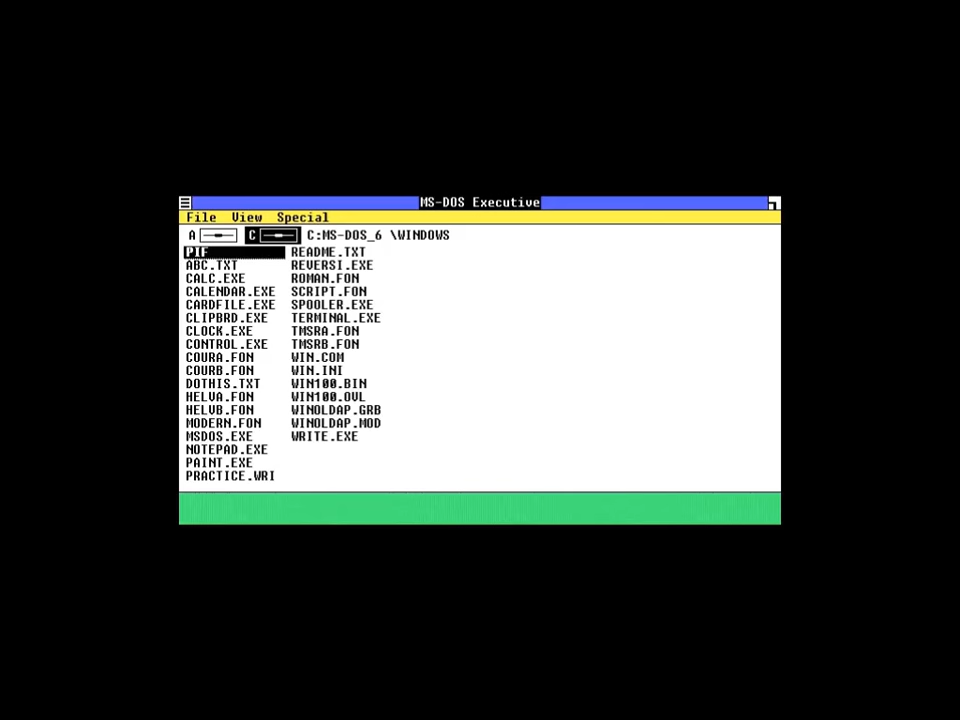 MS-DOS Executive
File View Special
A C C:MS-DOS_6 \WINDOWS
PIF README.TXT
ABC.TXT REVERSI.EXE
CALC.EXE ROMAN.FON
CALENDAR.EXE SCRIPT.FON
CARDFILE.EXE SPOOLER.EXE
CLIPBRD.EXE TERMINAL.EXE
CLOCK.EXE TMSRA.FON
CONTROL.EXE TMSRB.FON
COURA.FON WIN.COM
COURB.FON WIN.INI
DOTHIS.TXT WIN100.BIN
HELVA.FON WIN100.OVL
HELVB.FON WINOLDAP.GRB
MODERN.FON WINOLDAP.MOD
MSDOS.EXE WRITE.EXE
NOTEPAD.EXE
PAINT.EXE
PRACTICE.WRI